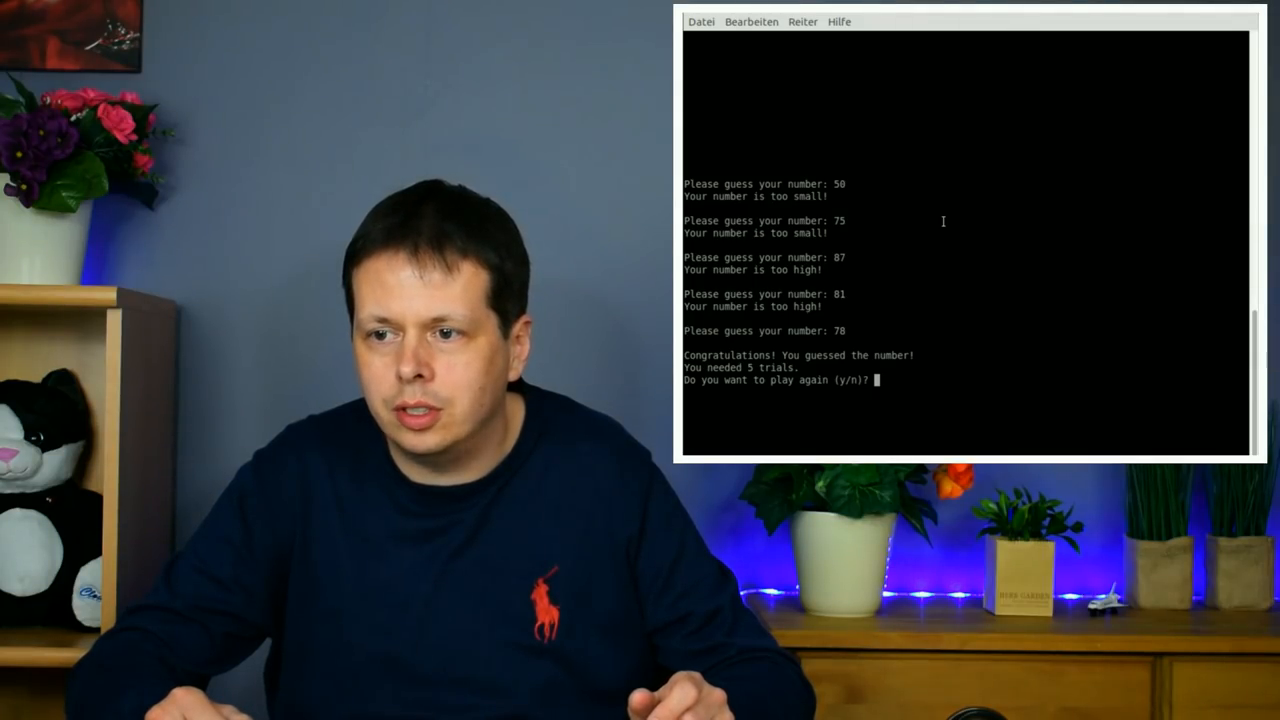 Datei Bearbeiten Reiter Hilfe
Please guess your number: 50
Your number is too small!
Please guess your number: 75
Your number is too small!
Please guess your number: 87
Your number is too high!
Please guess your number: 81
Your number is too high!
Please guess your number: 78
Congratulations! You guessed the number!
You needed 5 trials.
Do you want to play again (y/n)?
HERB GARDEN